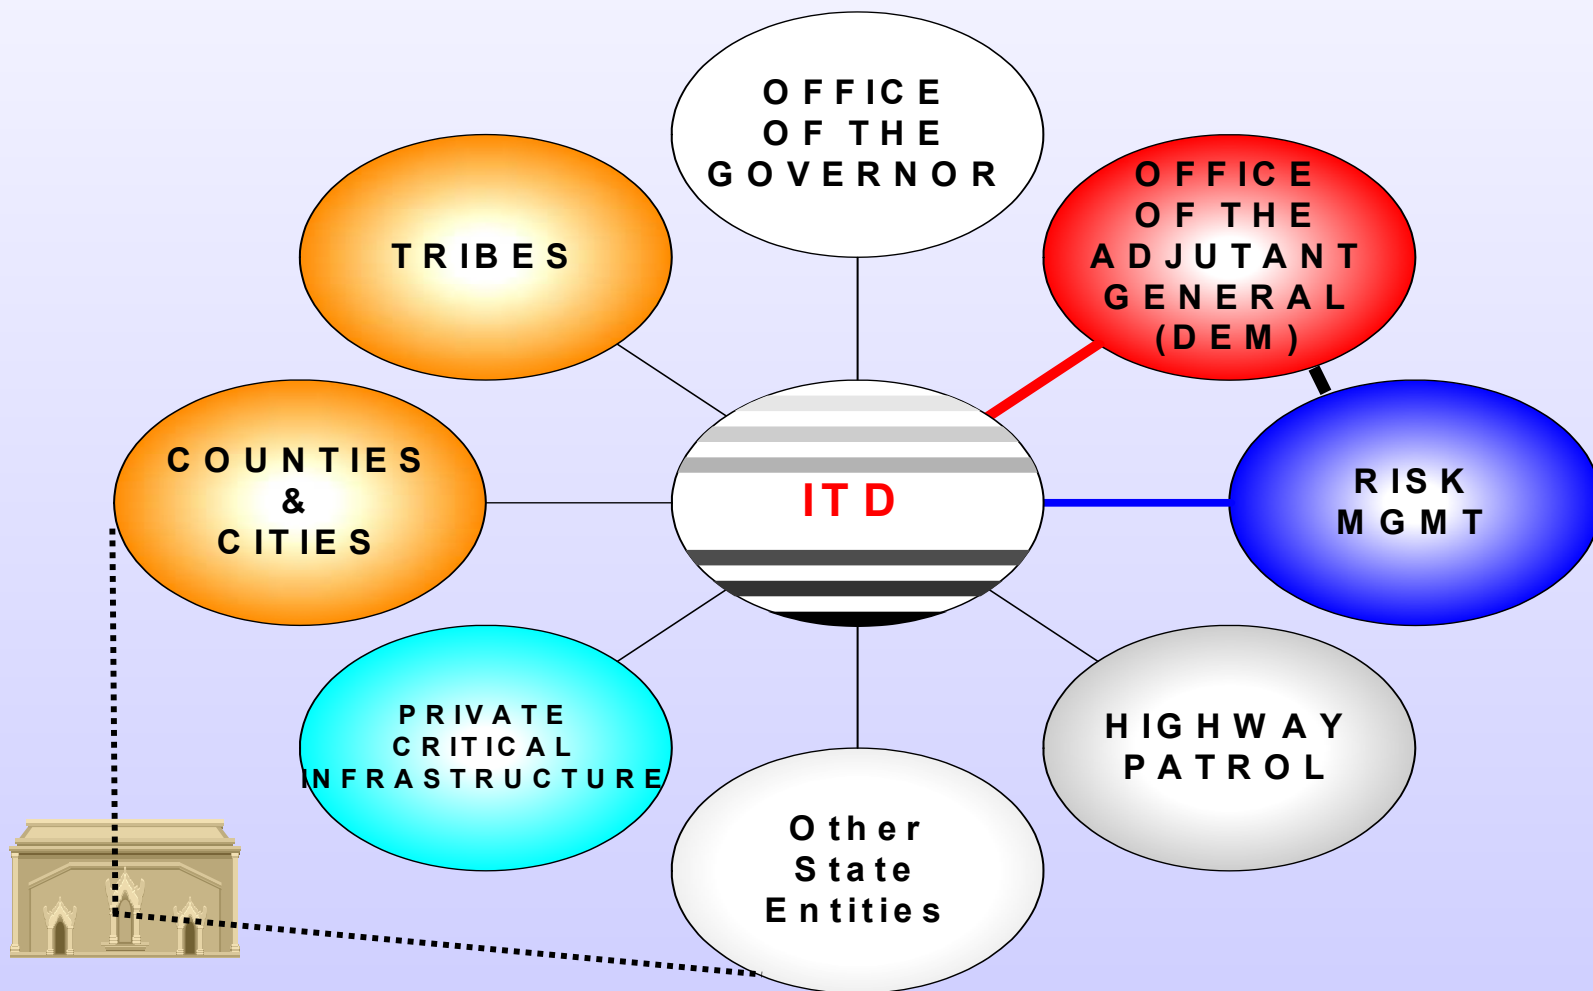 OFFICE
OF THE
GOVERNOR
OFFICE
OF THE
ADJUTANT
GENERAL
(DEM)
TRIBES
COUNTIES
&
CITIES
ITD
RISK
MGMT
PRIVATE
CRITICAL
INFRASTRUCTURE
HIGHWAY
PATROL
Other
State
Entities